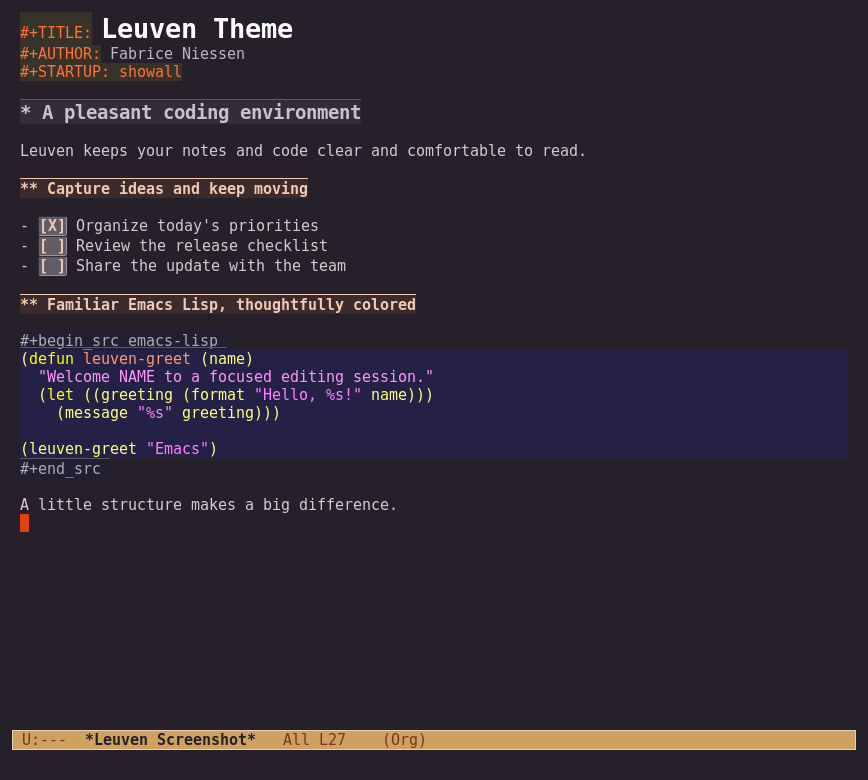 #+TITLE: Leuven Theme
#+AUTHOR: Fabrice Niessen
#+STARTUP: showall
* A pleasant coding environment
Leuven keeps your notes and code clear and comfortable to read.
** Capture ideas and keep moving
- [X] Organize today's priorities
- [ ] Review the release checklist
- [ ] Share the update with the team
** Familiar Emacs Lisp, thoughtfully colored
#+begin_src emacs-lisp
(defun leuven-greet (name)
  "Welcome NAME to a focused editing session."
  (let ((greeting (format "Hello, %s!" name)))
    (message "%s" greeting)))
(leuven-greet "Emacs")
#+end_src
A little structure makes a big difference.
U:---  *Leuven Screenshot*   All L27    (Org)